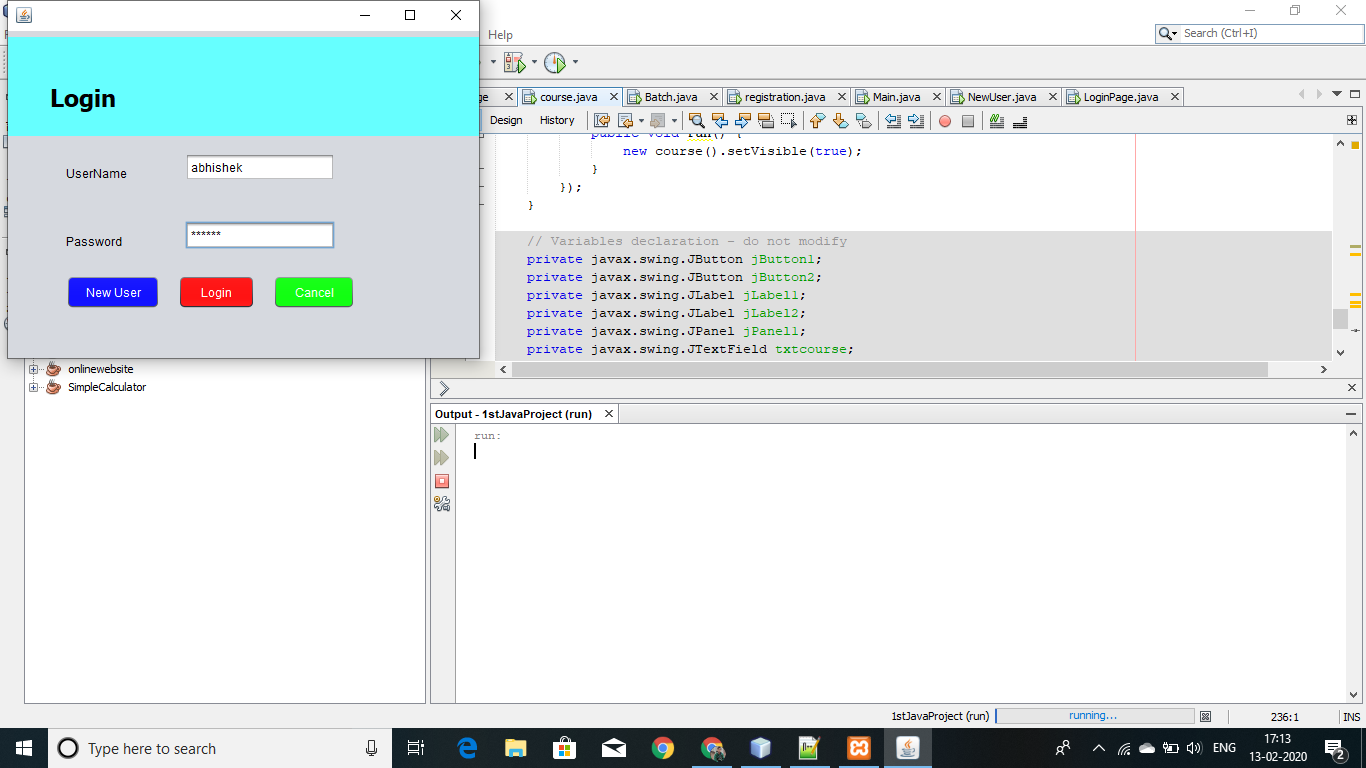 Help
Search (Ctrl+I)
Login
ge
course.java
Batch.java
registration.java
Main.java
NewUser.java
LoginPage.java
Design
History
public void run() {
new course().setVisible(true);
}
});
}
UserName
abhishek
Password
******
New User
Login
Cancel
// Variables declaration - do not modify
private javax.swing.JButton jButton1;
private javax.swing.JButton jButton2;
private javax.swing.JLabel jLabel1;
private javax.swing.JLabel jLabel2;
private javax.swing.JPanel jPanel1;
private javax.swing.JTextField txtcourse;
onlinewebsite
SimpleCalculator
Output - 1stJavaProject (run)
run:
1stJavaProject (run)
running...
236:1
INS
Type here to search
ENG
17:13
13-02-2020
2